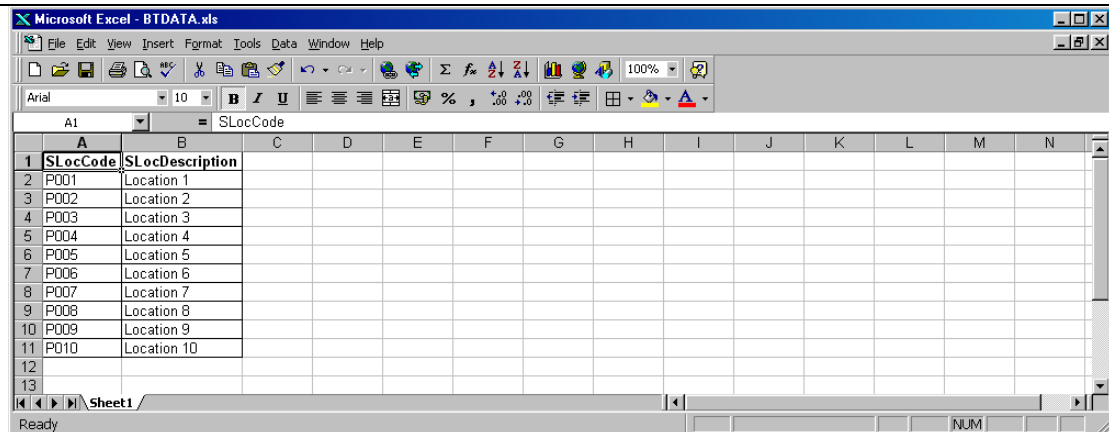 Microsoft Excel - BTDATA.xls
File Edit View Insert Format Tools Data Window Help
100%
Arial 10 B I U % ,
A1 = SLocCode
A B C D E F G H I J K L M N
1 SLocCode SLocDescription
2 P001 Location 1
3 P002 Location 2
4 P003 Location 3
5 P004 Location 4
6 P005 Location 5
7 P006 Location 6
8 P007 Location 7
9 P008 Location 8
10 P009 Location 9
11 P010 Location 10
12
13
Sheet1
Ready NUM